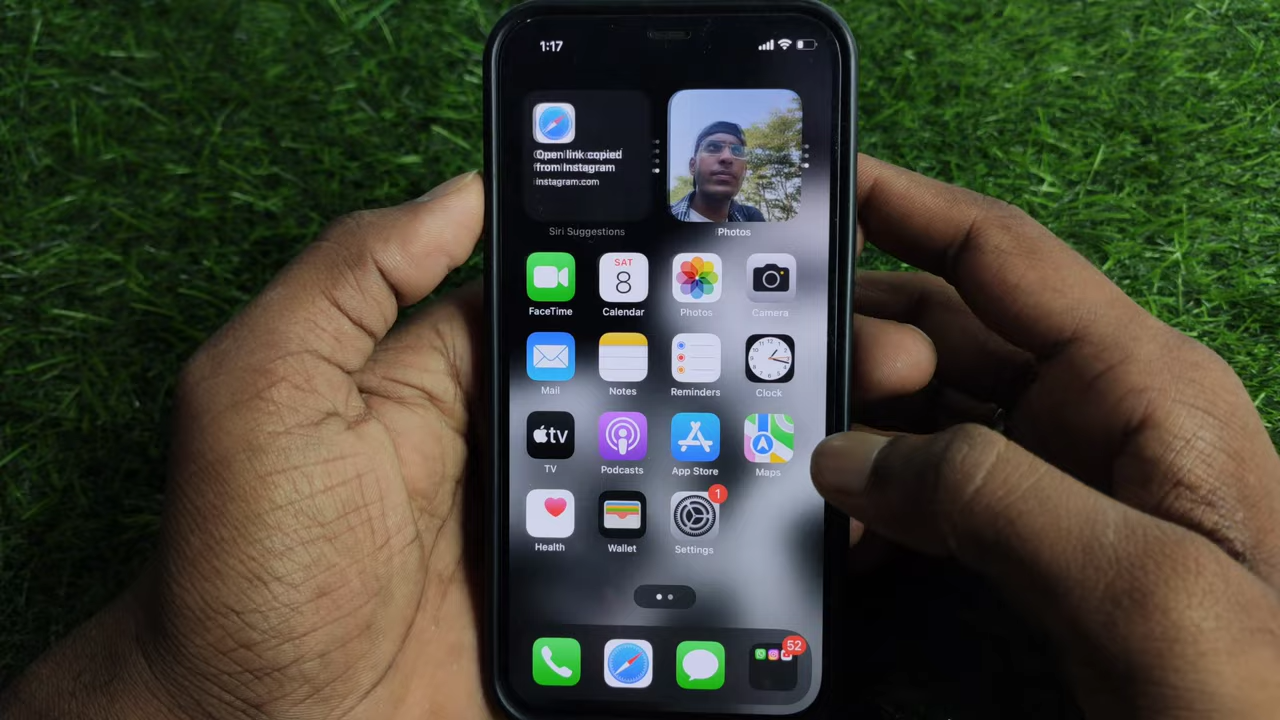 1:17
Open link copied
from Instagram
instagram.com
Siri Suggestions
Photos
FaceTime
SAT
8
Calendar
Photos
Camera
Mail
Notes
Reminders
Clock
tv
TV
Podcasts
App Store
Maps
Health
Wallet
1
Settings
52